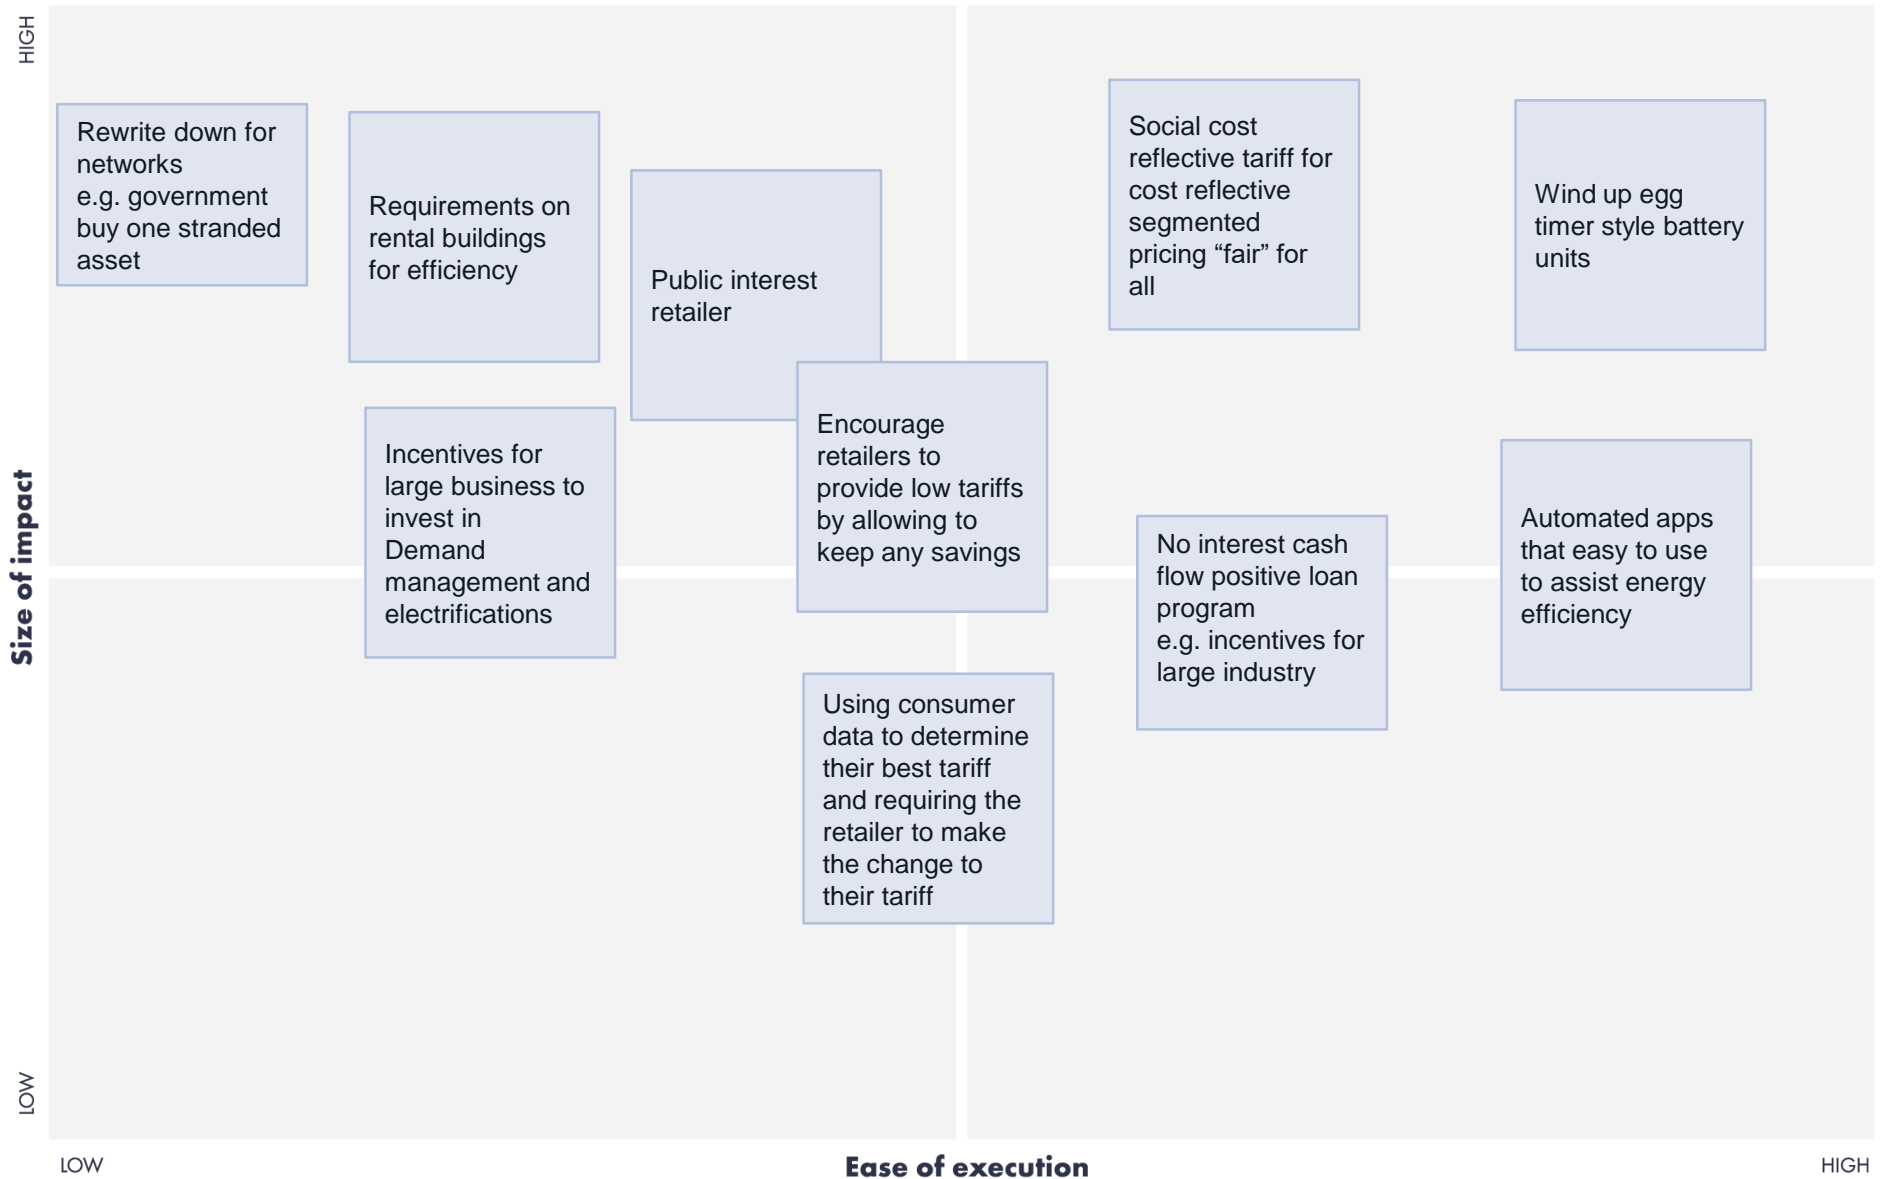 HIGH
Rewrite down for
networks
e.g. government
buy one stranded
asset
Requirements on
rental buildings
for efficiency
Public interest
retailer
Social cost
reflective tariff for
cost reflective
segmented
pricing “fair” for
all
Wind up egg
timer style battery
units
Incentives for
large business to
invest in
Demand
management and
electrifications
Encourage
retailers to
provide low tariffs
by allowing to
keep any savings
No interest cash
flow positive loan
program
e.g. incentives for
large industry
Automated apps
that easy to use
to assist energy
efficiency
Size of impact
Using consumer
data to determine
their best tariff
and requiring the
retailer to make
the change to
their tariff
LOW
LOW
Ease of execution
HIGH